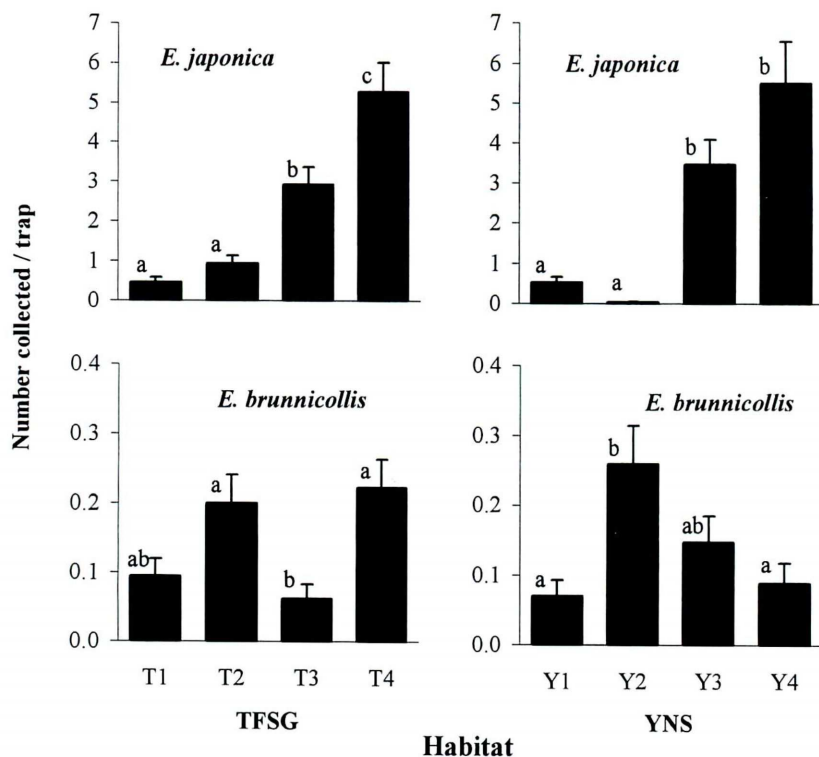 Number collected / trap
7
6
5
4
3
2
1
0
E. japonica
a
a
b
c
7
6
5
4
3
2
1
0
E. japonica
a
a
b
b
0.4
0.3
0.2
0.1
0.0
E. brunnicollis
ab
a
b
a
T1 T2 T3 T4
TFSG
0.4
0.3
0.2
0.1
0.0
E. brunnicollis
a
b
ab
a
Y1 Y2 Y3 Y4
YNS
Habitat